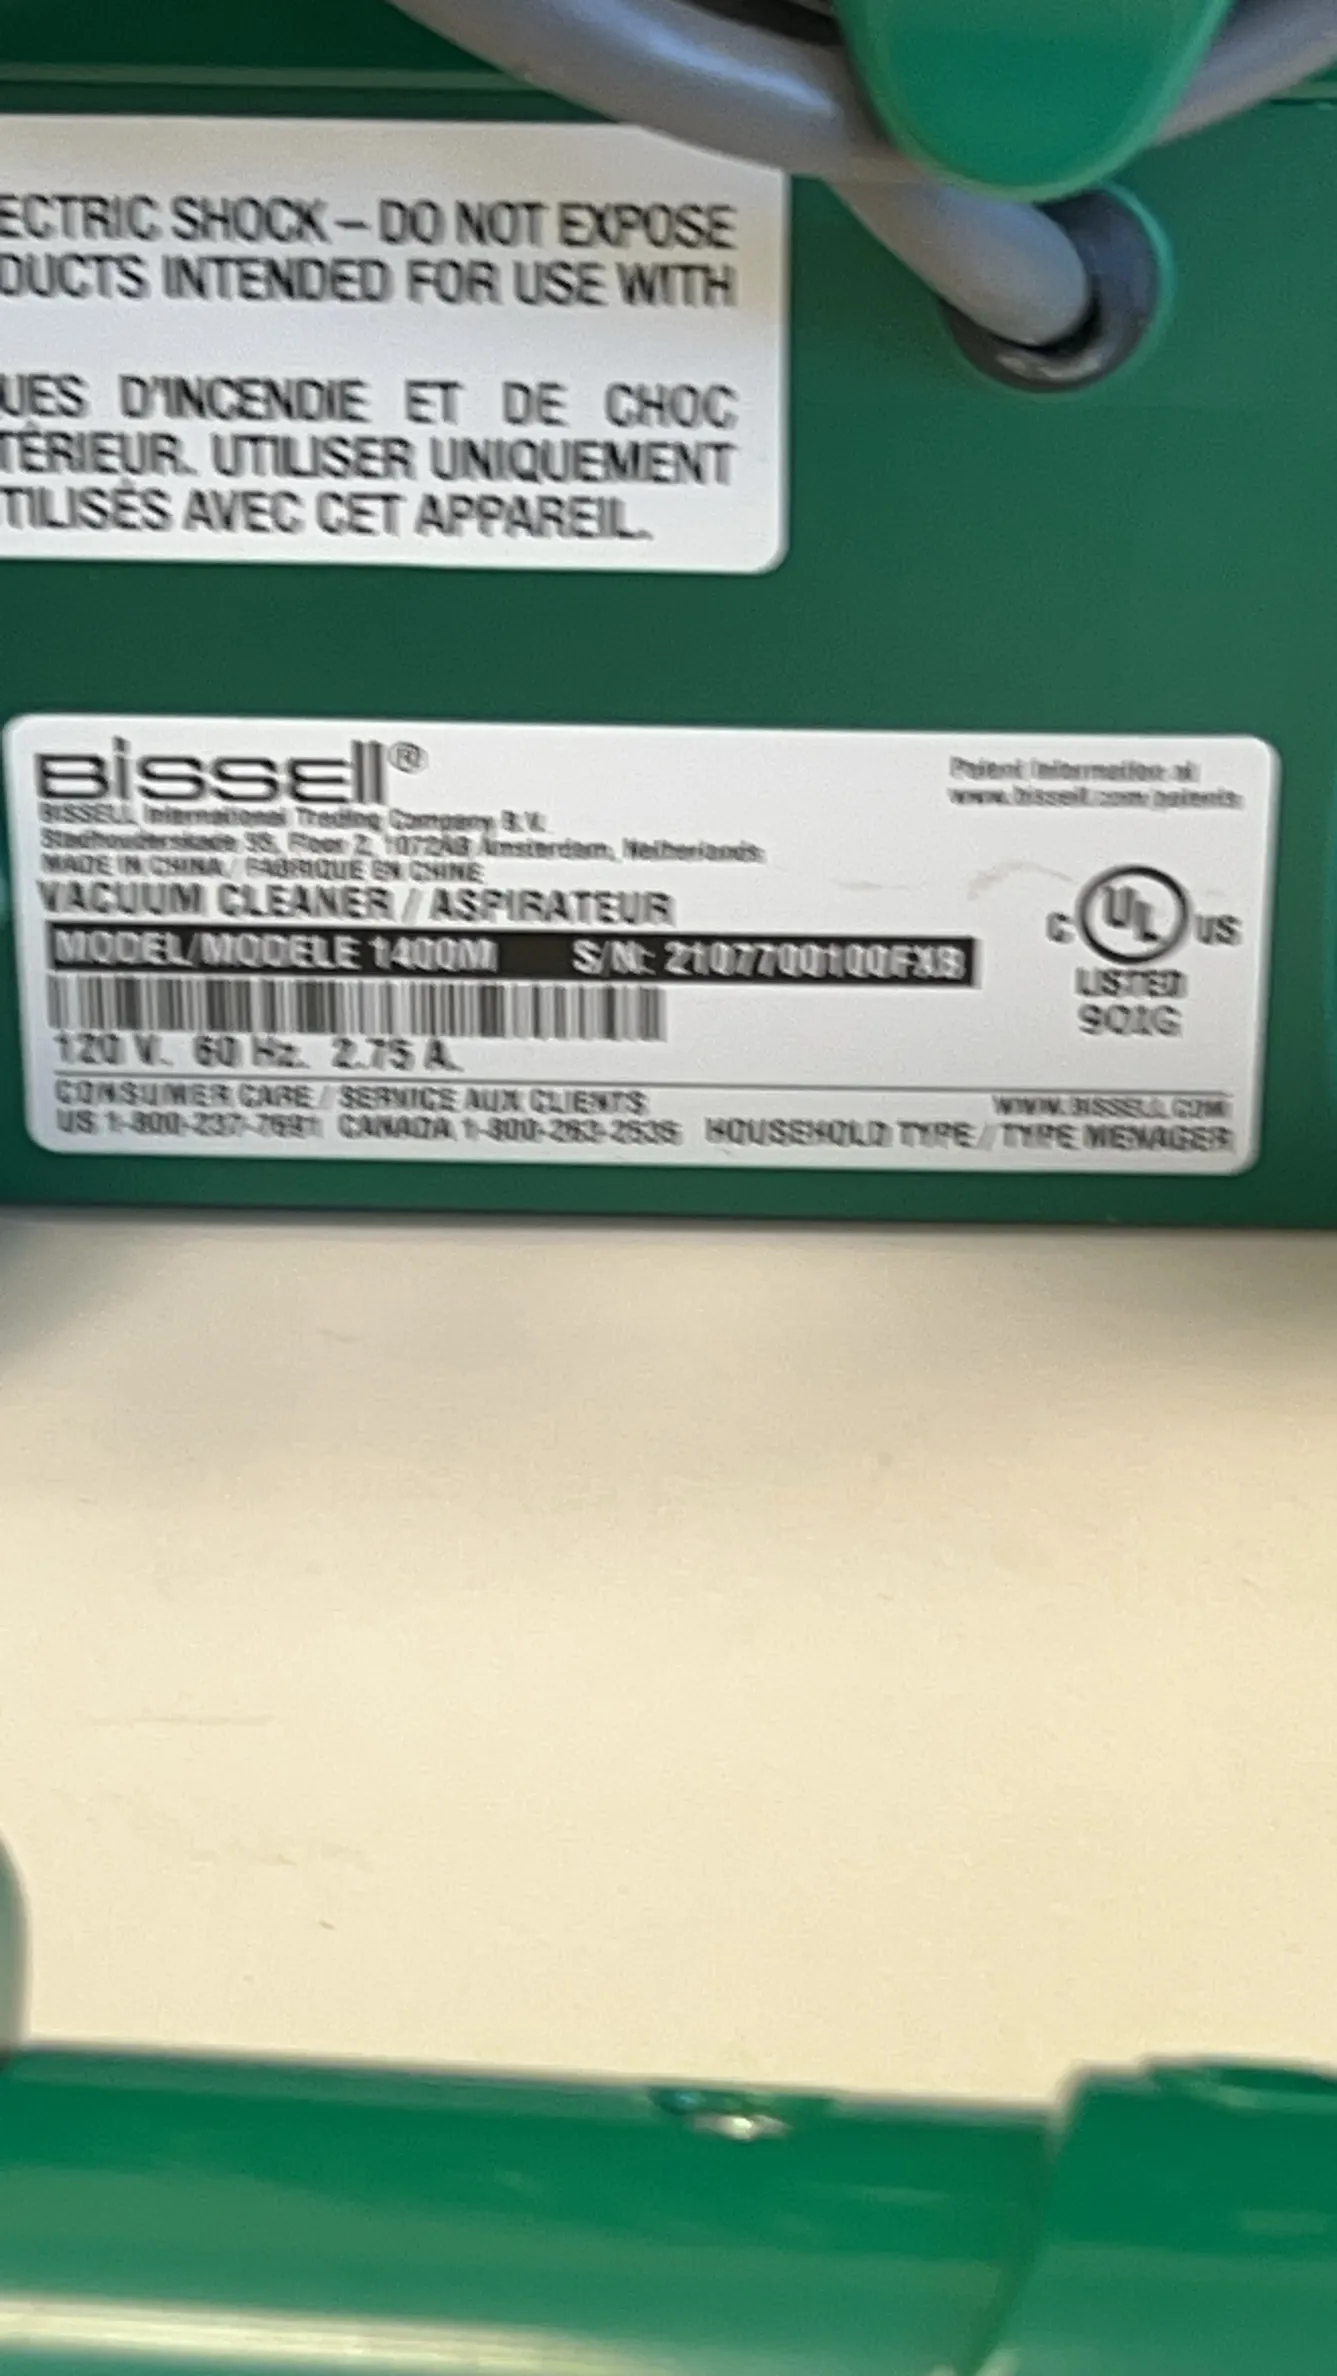 ECTRIC SHOCK – DO NOT EXPOSE
DUCTS INTENDED FOR USE WITH
UES D'INCENDIE ET DE CHOC
TÉRIEUR. UTILISER UNIQUEMENT
TILISÉS AVEC CET APPAREIL.
BISSELL®
BISSELL International Trading Company B.V.
Stadhouderskade 55, Floor 2, 1072AB Amsterdam, Netherlands
MADE IN CHINA / FABRIQUÉ EN CHINE
VACUUM CLEANER / ASPIRATEUR
MODEL/MODELE 1400M S/N:
120 V. 60 Hz. 2.75 A.
CONSUMER CARE / SERVICE AUX CLIENTS
US 1-800-237-7691 CANADA 1-800-263-2535 HOUSEHOLD TYPE / TYPE MENAGER
Patent Information at
www.bissell.com/patents
C UL US
LISTED
WWW.BISSELL.COM